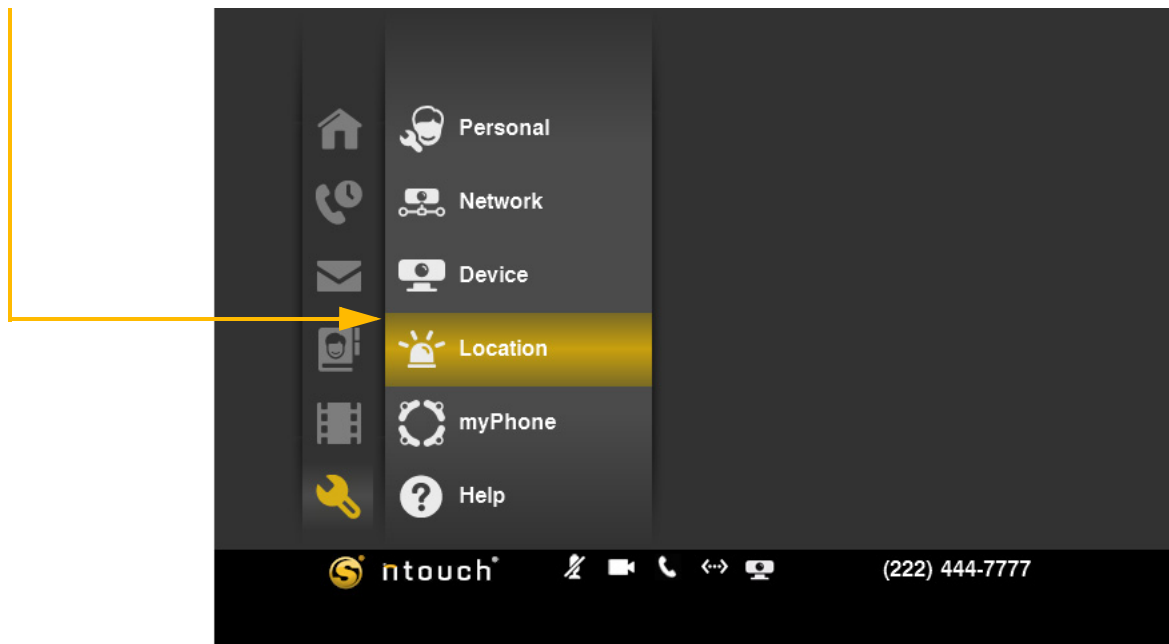 Personal
Network
Device
Location
myPhone
Help
ntouch® (222) 444-7777